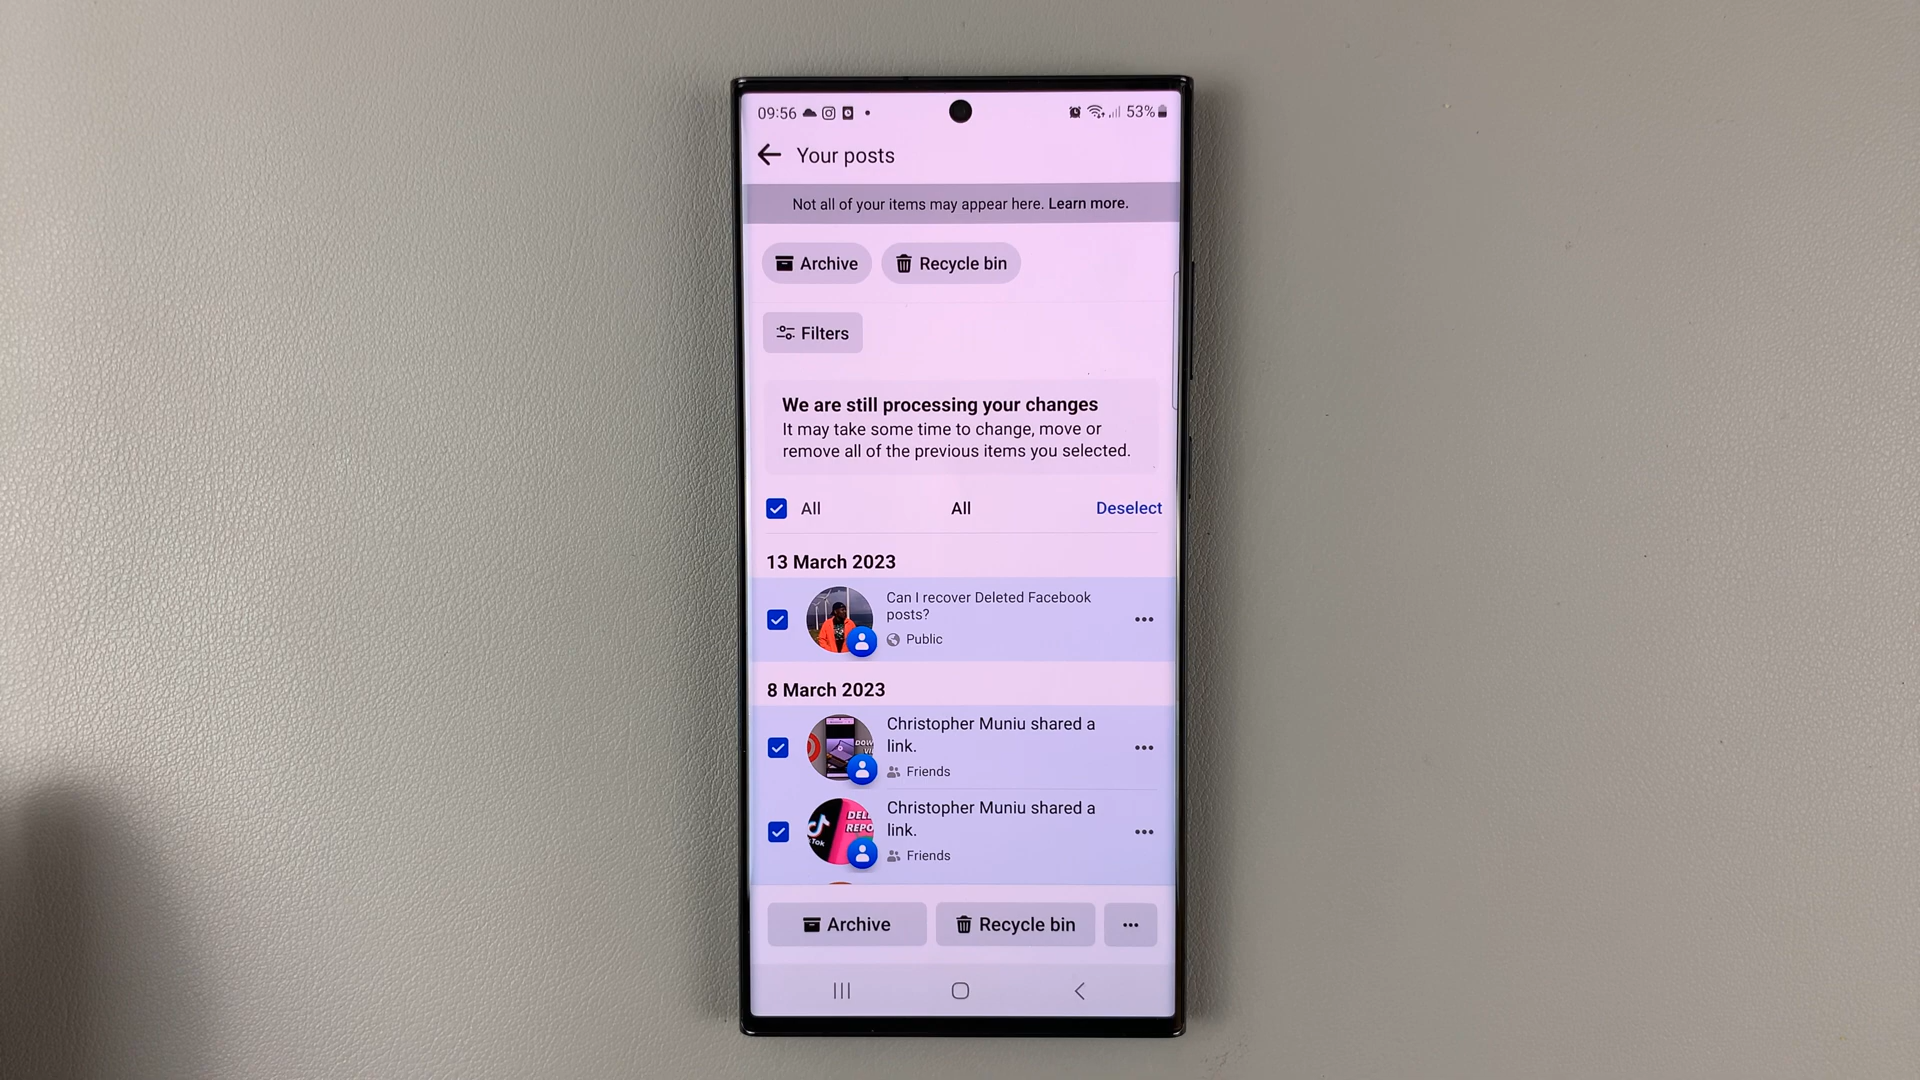 09:56
53%
Your posts
Not all of your items may appear here. Learn more.
Archive
Recycle bin
Filters
We are still processing your changes
It may take some time to change, move or
remove all of the previous items you selected.
All
All
Deselect
13 March 2023
Can I recover Deleted Facebook
posts?
Public
8 March 2023
Christopher Muniu shared a
link.
Friends
Christopher Muniu shared a
link.
Friends
Archive
Recycle bin